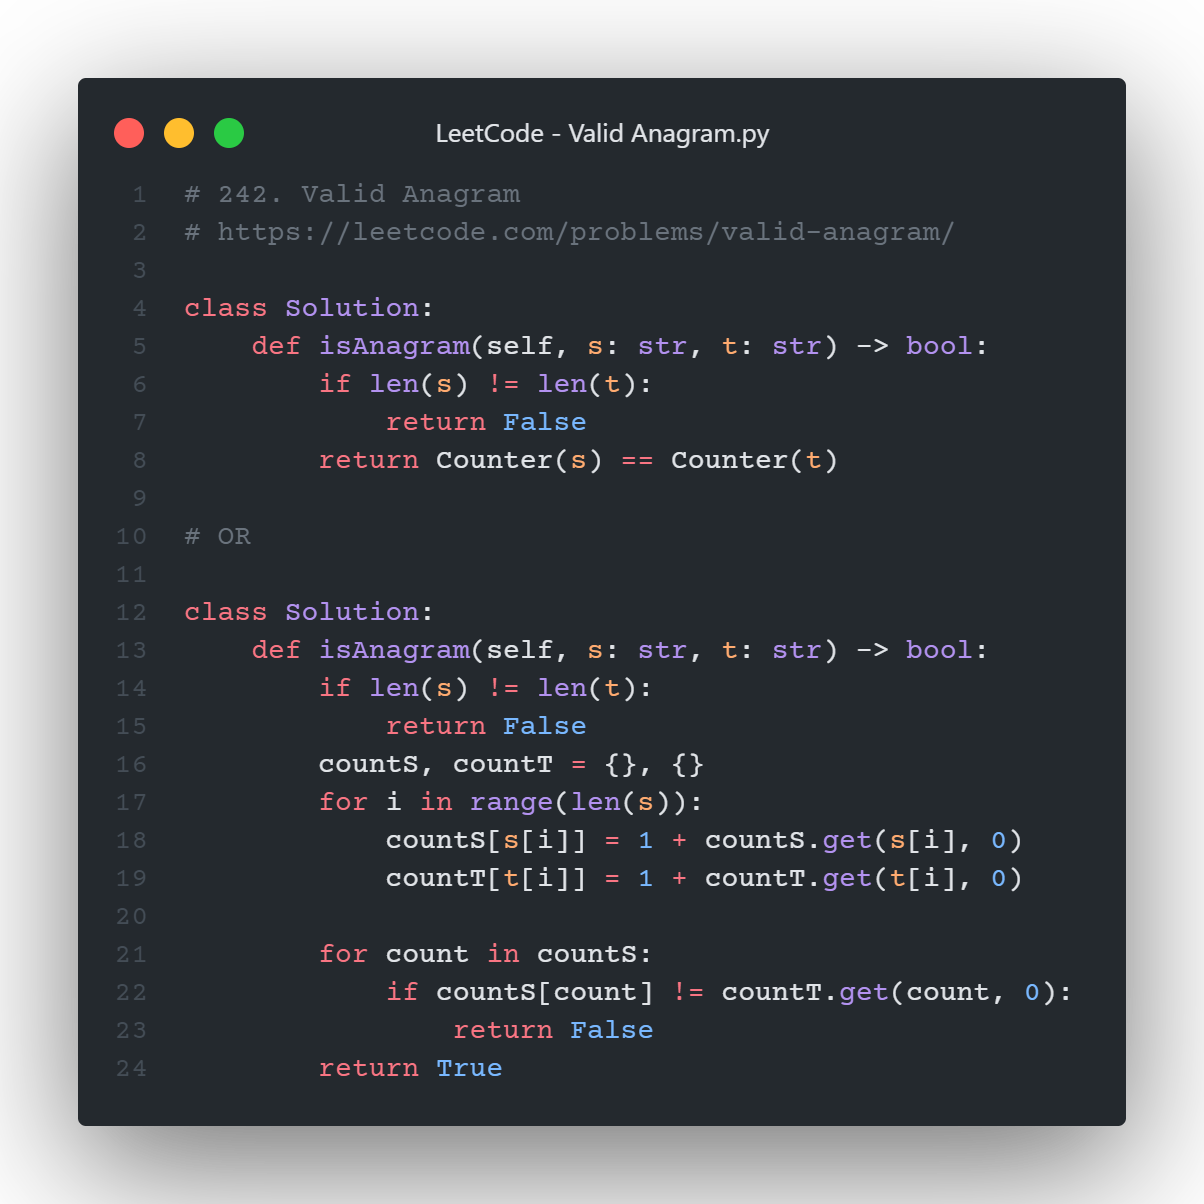 LeetCode - Valid Anagram.py
1 # 242. Valid Anagram
2 # https://leetcode.com/problems/valid-anagram/
3
4 class Solution:
5     def isAnagram(self, s: str, t: str) -> bool:
6         if len(s) != len(t):
7             return False
8         return Counter(s) == Counter(t)
9
10 # OR
11
12 class Solution:
13     def isAnagram(self, s: str, t: str) -> bool:
14         if len(s) != len(t):
15             return False
16         countS, countT = {}, {}
17         for i in range(len(s)):
18             countS[s[i]] = 1 + countS.get(s[i], 0)
19             countT[t[i]] = 1 + countT.get(t[i], 0)
20
21         for count in countS:
22             if countS[count] != countT.get(count, 0):
23                 return False
24         return True